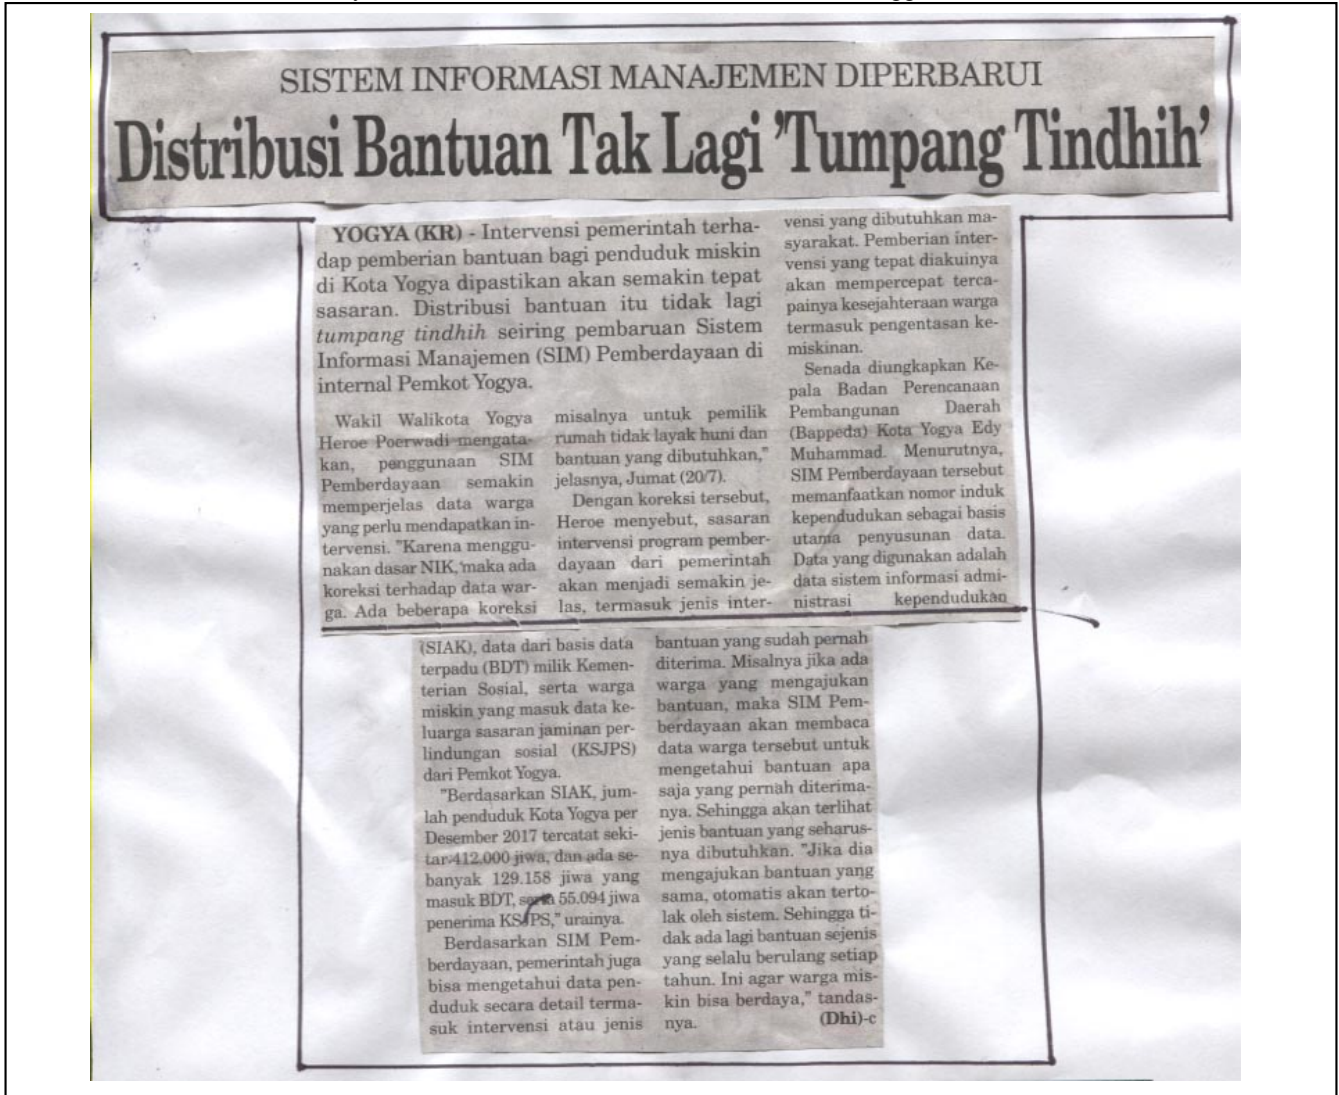 SISTEM INFORMASI MANAJEMEN DIPERBARUI
Distribusi Bantuan Tak Lagi 'Tumpang Tindhih'
YOGYA (KR) - Intervensi pemerintah terha-
dap pemberian bantuan bagi penduduk miskin
di Kota Yogya dipastikan akan semakin tepat
sasaran. Distribusi bantuan itu tidak lagi
tumpang tindhih seiring pembaruan Sistem
Informasi Manajemen (SIM) Pemberdayaan di
internal Pemkot Yogya.
Wakil Walikota Yogya
Heroe Poerwadi mengata-
kan, penggunaan SIM
Pemberdayaan semakin
memperjelas data warga
yang perlu mendapatkan in-
tervensi. "Karena menggu-
nakan dasar NIK, maka ada
koreksi terhadap data war-
ga. Ada beberapa koreksi
misalnya untuk pemilik
rumah tidak layak huni dan
bantuan yang dibutuhkan,"
jelasnya, Jumat (20/7).
Dengan koreksi tersebut,
Heroe menyebut, sasaran
intervensi program pember-
dayaan dari pemerintah
akan menjadi semakin je-
las, termasuk jenis inter-
vensi yang dibutuhkan ma-
syarakat. Pemberian inter-
vensi yang tepat diakuinya
akan mempercepat terca-
painya kesejahteraan warga
termasuk pengentasan ke-
miskinan.
Senada diungkapkan Ke-
pala Badan Perencanaan
Pembangunan Daerah
(Bappeda) Kota Yogya Edy
Muhammad. Menurutnya,
SIM Pemberdayaan tersebut
memanfaatkan nomor induk
kependudukan sebagai basis
utama penyusunan data.
Data yang digunakan adalah
data sistem informasi admi-
nistrasi kependudukan
(SIAK), data dari basis data
terpadu (BDT) milik Kemen-
terian Sosial, serta warga
miskin yang masuk data ke-
luarga sasaran jaminan per-
lindungan sosial (KSJPS)
dari Pemkot Yogya.
"Berdasarkan SIAK, jum-
lah penduduk Kota Yogya per
Desember 2017 tercatat seki-
tar 412.000 jiwa, dan ada se-
banyak 129.158 jiwa yang
masuk BDT, serta 55.094 jiwa
penerima KSJPS," urainya.
Berdasarkan SIM Pem-
berdayaan, pemerintah juga
bisa mengetahui data pen-
duduk secara detail terma-
suk intervensi atau jenis
bantuan yang sudah pernah
diterima. Misalnya jika ada
warga yang mengajukan
bantuan, maka SIM Pem-
berdayaan akan membaca
data warga tersebut untuk
mengetahui bantuan apa
saja yang pernah diterima-
nya. Sehingga akan terlihat
jenis bantuan yang seharus-
nya dibutuhkan. "Jika dia
mengajukan bantuan yang
sama, otomatis akan terto-
lak oleh sistem. Sehingga ti-
dak ada lagi bantuan sejenis
yang selalu berulang setiap
tahun. Ini agar warga mis-
kin bisa berdaya," tandas-
nya. (Dhi)-c